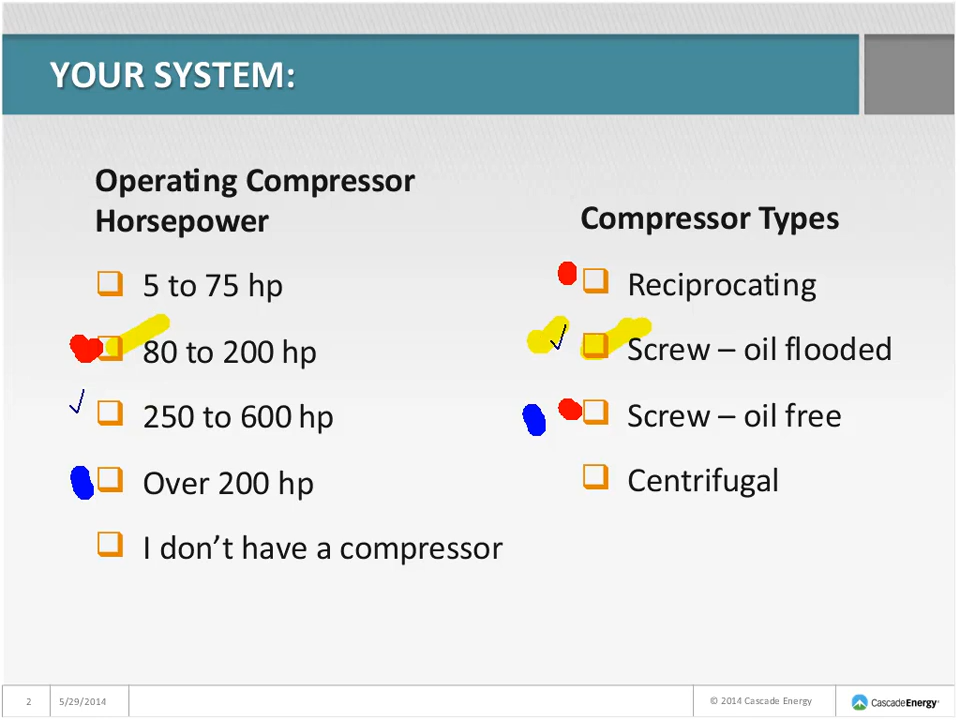 YOUR SYSTEM:
Operating Compressor
Horsepower
5 to 75 hp
80 to 200 hp
250 to 600 hp
Over 200 hp
I don’t have a compressor
Compressor Types
Reciprocating
Screw – oil flooded
Screw – oil free
Centrifugal
2
5/29/2014
© 2014 Cascade Energy
CascadeEnergy